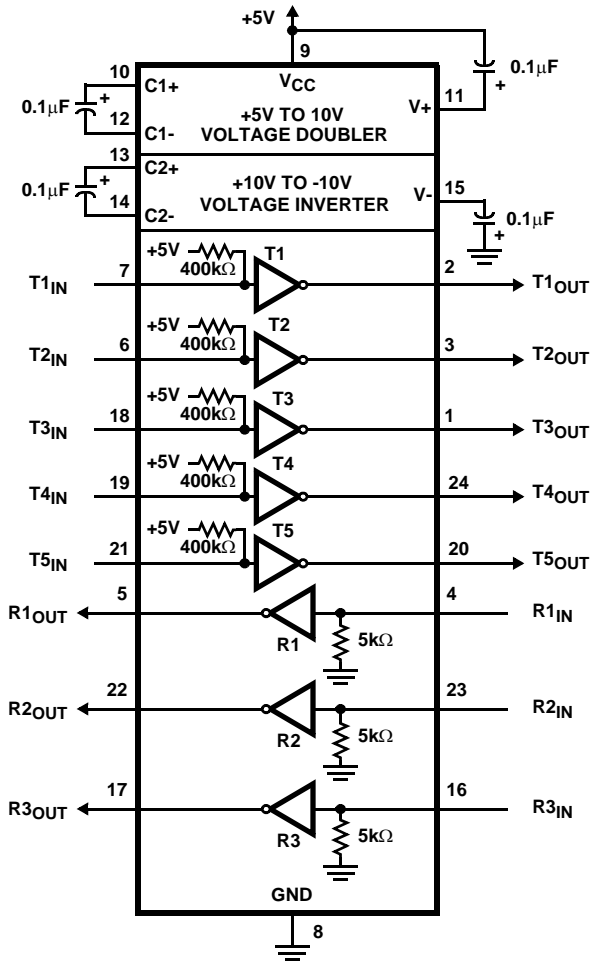 +5V
9
10
C1+
VCC
0.1µF
+
0.1µF
+
+5V TO 10V
VOLTAGE DOUBLER
V+
11
12
C1-
13
C2+
0.1µF
+
+10V TO -10V
VOLTAGE INVERTER
V-
15
14
C2-
0.1µF
+
+5V
400kΩ
T1
T1IN
7
2
T1OUT
+5V
400kΩ
T2
T2IN
6
3
T2OUT
+5V
400kΩ
T3
T3IN
18
1
T3OUT
+5V
400kΩ
T4
T4IN
19
24
T4OUT
+5V
400kΩ
T5
T5IN
21
20
T5OUT
R1OUT
5
4
R1IN
R1
5kΩ
R2OUT
22
23
R2IN
R2
5kΩ
R3OUT
17
16
R3IN
R3
5kΩ
GND
8